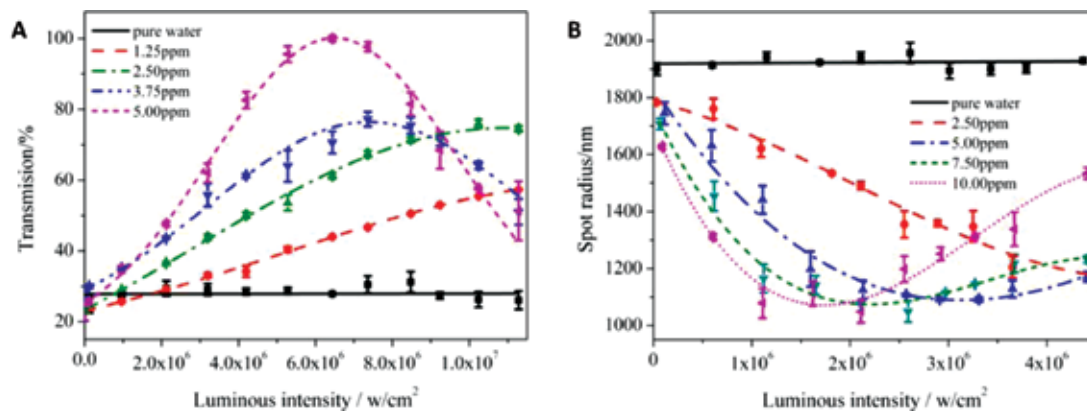 A
pure water
1.25ppm
2.50ppm
3.75ppm
5.00ppm
Transmision/%
100
80
60
40
20
0.0
2.0x10⁶
4.0x10⁶
6.0x10⁶
8.0x10⁶
1.0x10⁷
Luminous intensity / w/cm²
B
pure water
2.50ppm
5.00ppm
7.50ppm
10.00ppm
Spot radius/nm
2000
1800
1600
1400
1200
1000
0
1x10⁶
2x10⁶
3x10⁶
4x10⁶
Luminous intensity / w/cm²